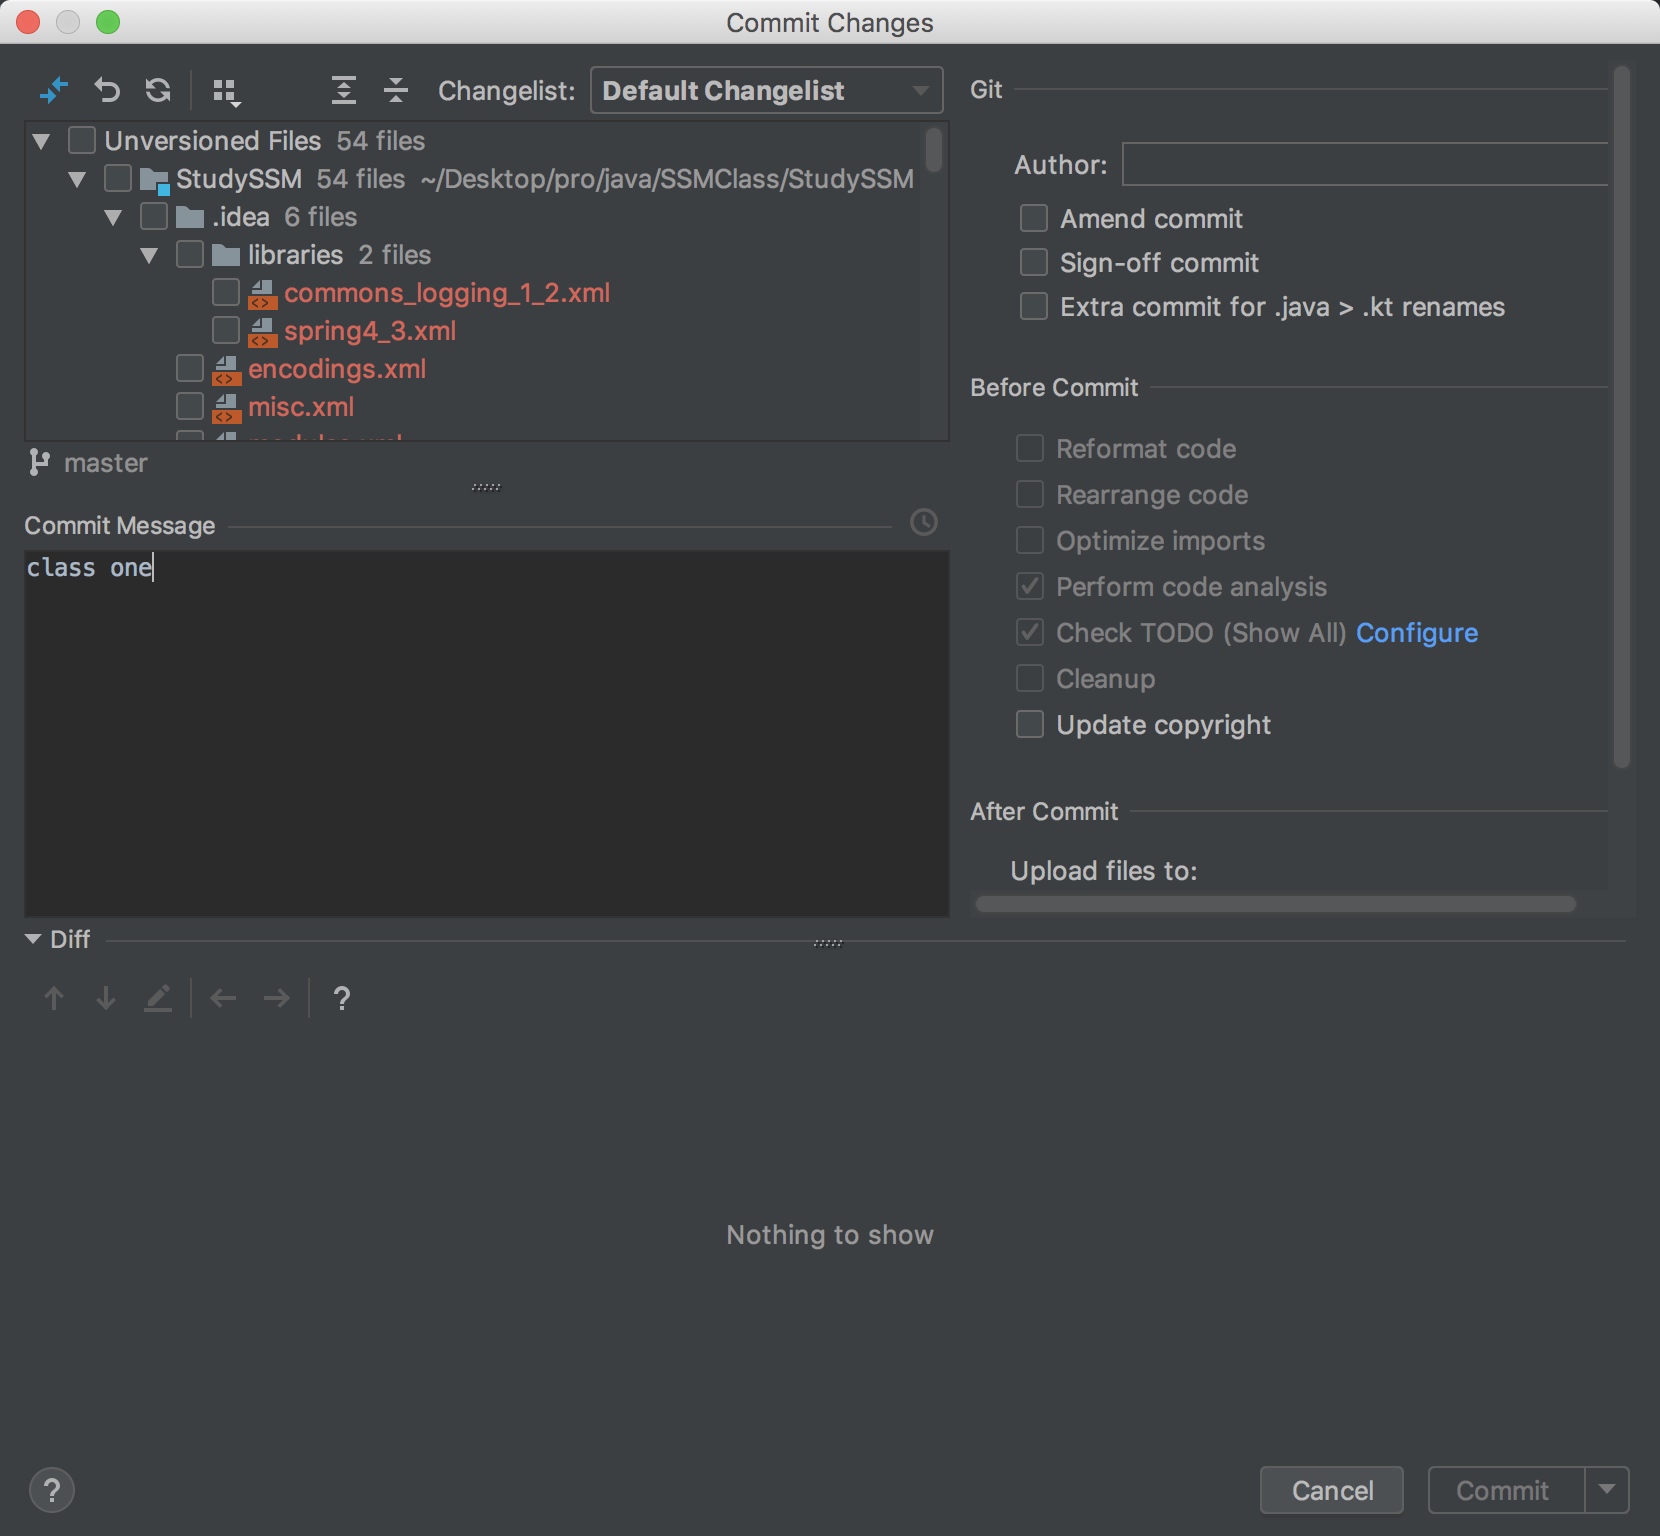 Commit Changes
Changelist: Default Changelist
Unversioned Files 54 files
StudySSM 54 files ~/Desktop/pro/java/SSMClass/StudySSM
.idea 6 files
libraries 2 files
commons_logging_1_2.xml
spring4_3.xml
encodings.xml
misc.xml
master
Commit Message
class one
Git
Author:
Amend commit
Sign-off commit
Extra commit for .java > .kt renames
Before Commit
Reformat code
Rearrange code
Optimize imports
Perform code analysis
Check TODO (Show All) Configure
Cleanup
Update copyright
After Commit
Upload files to:
Diff
?
Nothing to show
?
Cancel
Commit